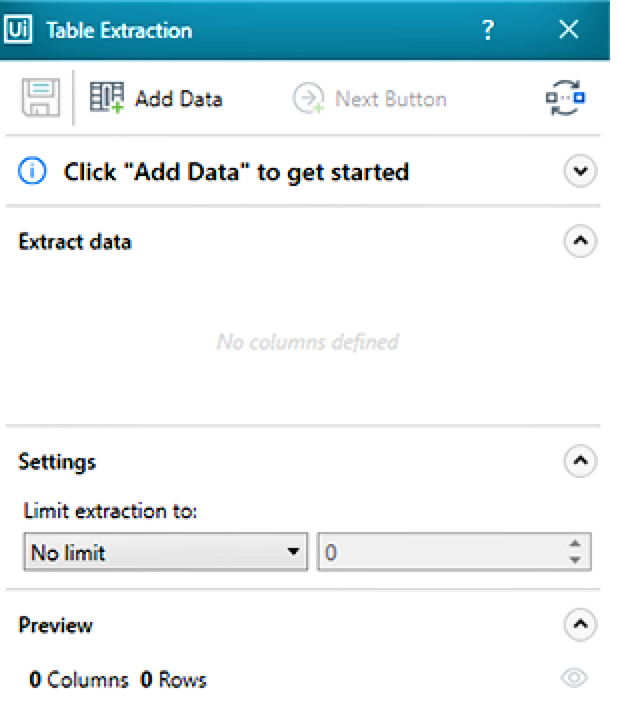 Ui Table Extraction ?
Add Data Next Button
Click "Add Data" to get started
Extract data
No columns defined
Settings
Limit extraction to:
No limit 0
Preview
0 Columns 0 Rows